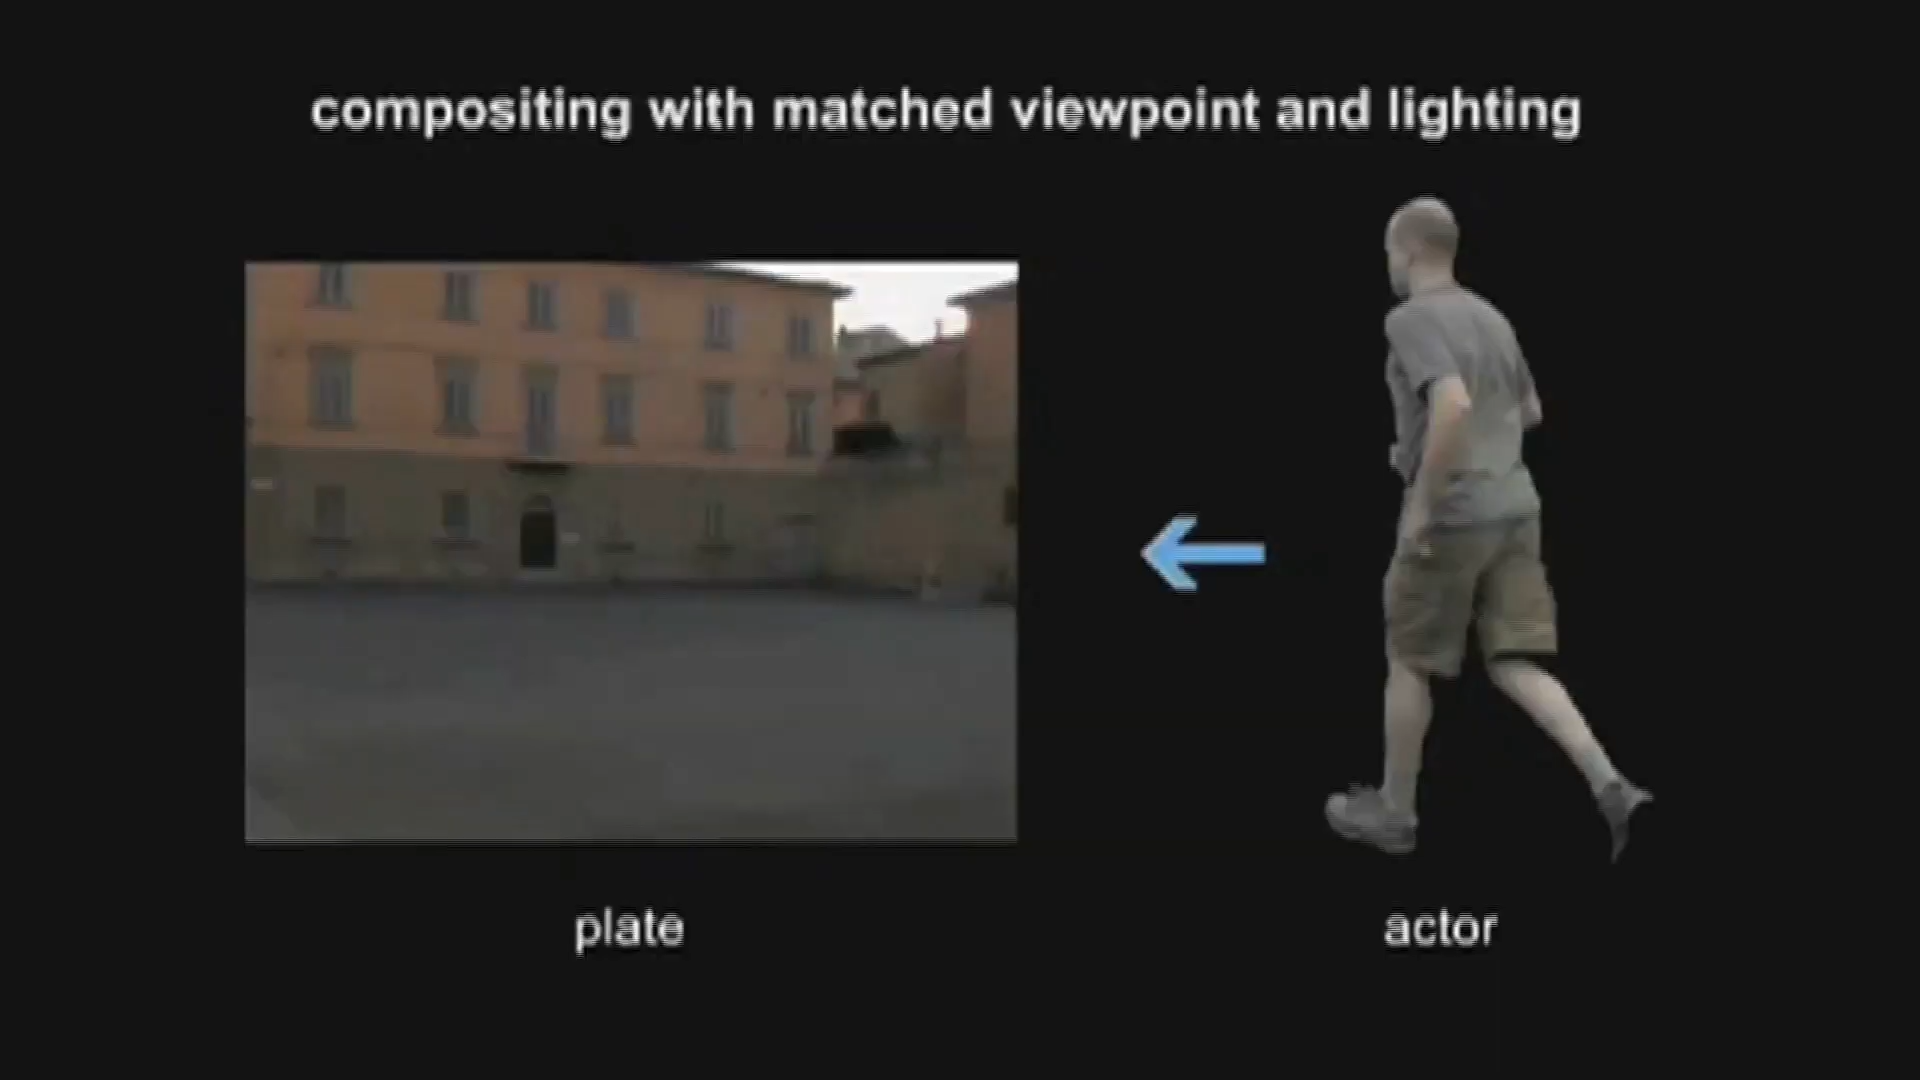 compositing with matched viewpoint and lighting
plate
actor